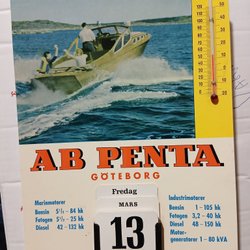 AB PENTA
GÖTEBORG
Marinmotorer
Bensin 5½ — 84 hk
Fotogen 5½ — 25 hk
Diesel 42 — 132 hk
Fredag
MARS
13
Industrimotorer
Bensin 1 — 105 hk
Fotogen 3,2 — 40 hk
Diesel 48 — 150 hk
Motor-
generatorer 1 — 80 kVA